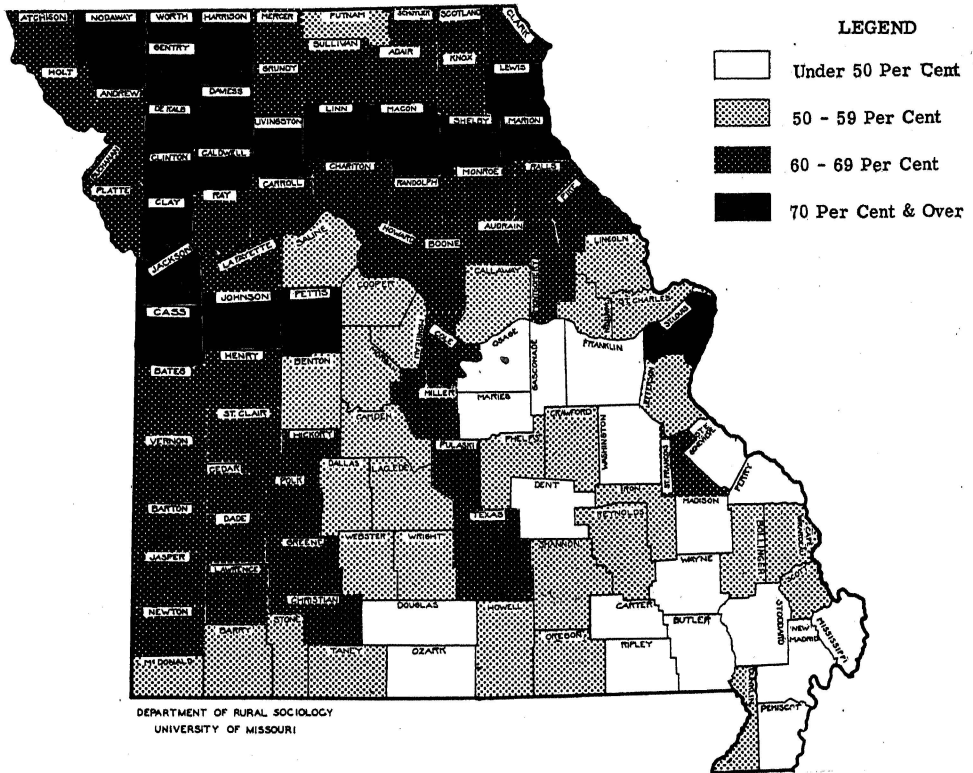 ATCHISON NODAWAY WORTH HARRISON MERCER PUTNAM SCHUYLER SCOTLAND CLARK
GENTRY SULLIVAN ADAIR KNOX LEWIS
HOLT ANDREW DE KALB DAVIESS GRUNDY LINN MACON SHELBY MARION
LIVINGSTON
BUCHANAN CLINTON CALDWELL CHARITON RANDOLPH MONROE RALLS
PLATTE CLAY RAY CARROLL PIKE
JACKSON LAFAYETTE SALINE HOWARD BOONE AUDRAIN LINCOLN
CALLAWAY ST. CHARLES
CASS JOHNSON PETTIS COOPER COLE OSAGE GASCONADE FRANKLIN ST. LOUIS
BATES HENRY BENTON MILLER MARIES
ST. CLAIR CAMDEN CRAWFORD WASHINGTON
VERNON HICKORY PULASKI PHELPS PERRY
CEDAR POLK DALLAS LACLEDE DENT IRON MADISON
BARTON DADE TEXAS REYNOLDS BOLLINGER
JASPER GREENE WEBSTER WRIGHT SHANNON WAYNE SCOTT
LAWRENCE
NEWTON CHRISTIAN DOUGLAS HOWELL CARTER BUTLER STODDARD MISSISSIPPI
BARRY STONE OREGON RIPLEY NEW MADRID
McDONALD TANEY OZARK
PEMISCOT
LEGEND
Under 50 Per Cent
50 - 59 Per Cent
60 - 69 Per Cent
70 Per Cent & Over
DEPARTMENT OF RURAL SOCIOLOGY
UNIVERSITY OF MISSOURI